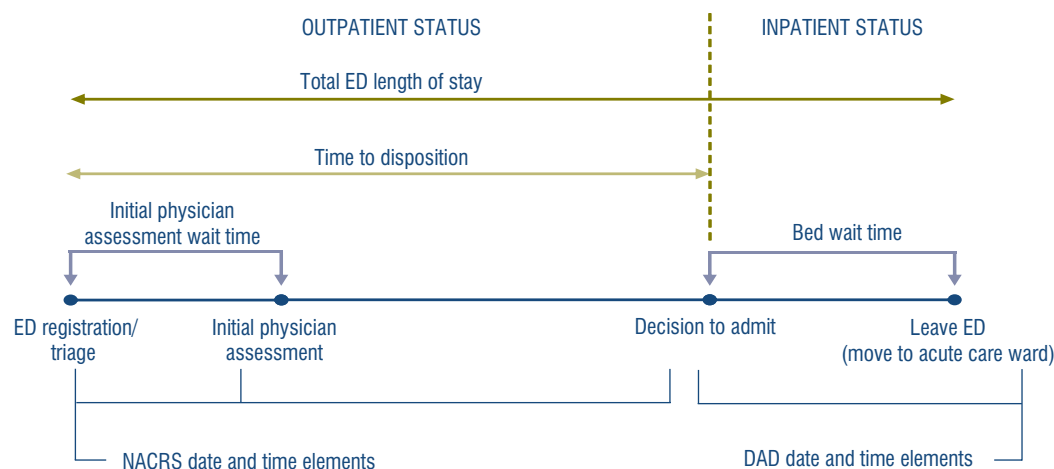 OUTPATIENT STATUS
INPATIENT STATUS
Total ED length of stay
Time to disposition
Initial physician
assessment wait time
Bed wait time
ED registration/
triage
Initial physician
assessment
Decision to admit
Leave ED
(move to acute care ward)
NACRS date and time elements
DAD date and time elements